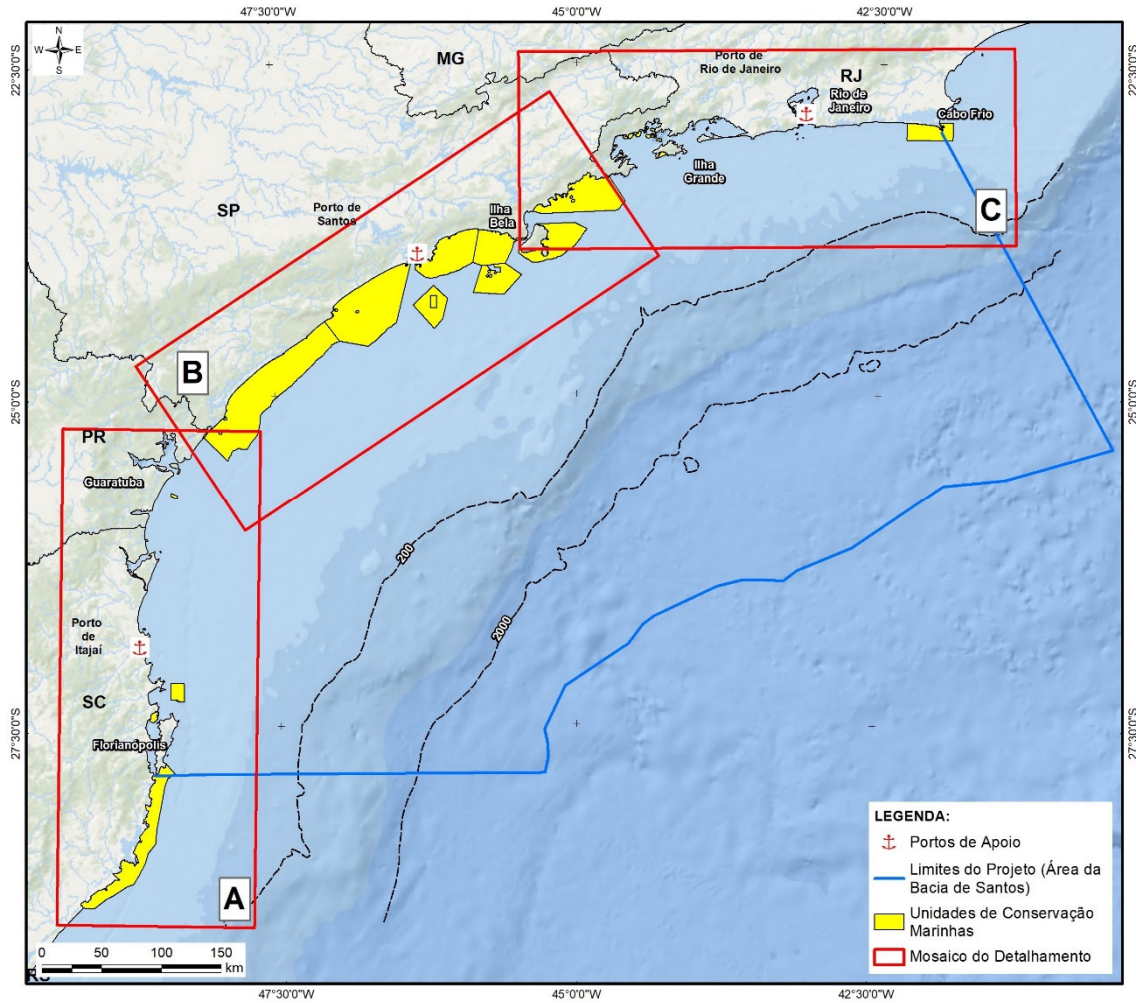 47°30'0"W
45°0'0"W
42°30'0"W
N
W
E
S
MG
Porto de
Rio de Janeiro
RJ
Rio de
Janeiro
Cabo Frio
22°30'0"S
22°30'0"S
Ilha
Grande
SP
Porto de
Santos
Ilha
Bela
C
B
25°0'0"S
25°0'0"S
PR
Guaratuba
200
2000
Porto
de
Itajaí
SC
Florianópolis
27°30'0"S
27°30'0"S
A
LEGENDA:
Portos de Apoio
Limites do Projeto (Área da
Bacia de Santos)
Unidades de Conservação
Marinhas
Mosaico do Detalhamento
0 50 100 150
km
RS
47°30'0"W
45°0'0"W
42°30'0"W